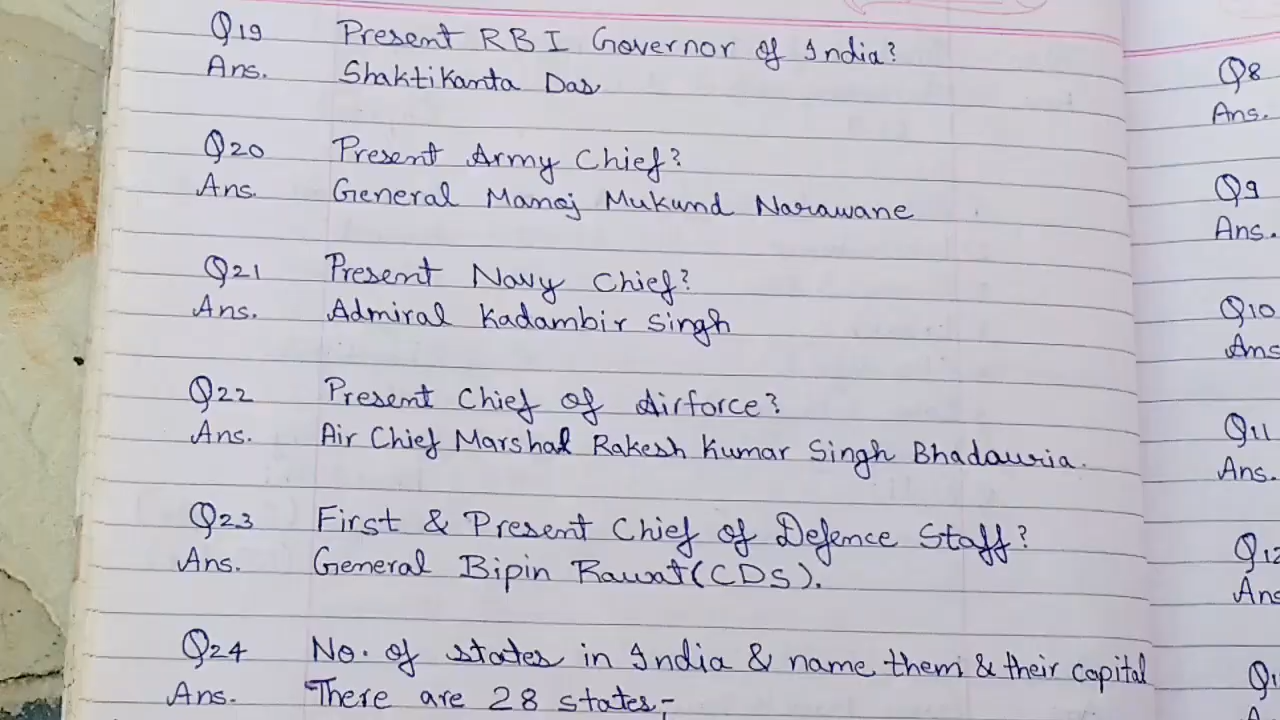 Q19 Present RBI Governor of India?
Ans. Shaktikanta Das
Q20 Present Army Chief?
Ans. General Manoj Mukund Narawane
Q21 Present Navy Chief?
Ans. Admiral Kadambir Singh
Q22 Present Chief of Airforce?
Ans. Air Chief Marshal Rakesh Kumar Singh Bhadauria.
Q23 First & Present Chief of Defence Staff?
Ans. General Bipin Rawat(CDS).
Q24 No. of states in India & name them & their capital
Ans. There are 28 states,-
Q8
Ans.
Q9
Ans.
Q10
Ans
Q11
Ans.
Q12
Ans